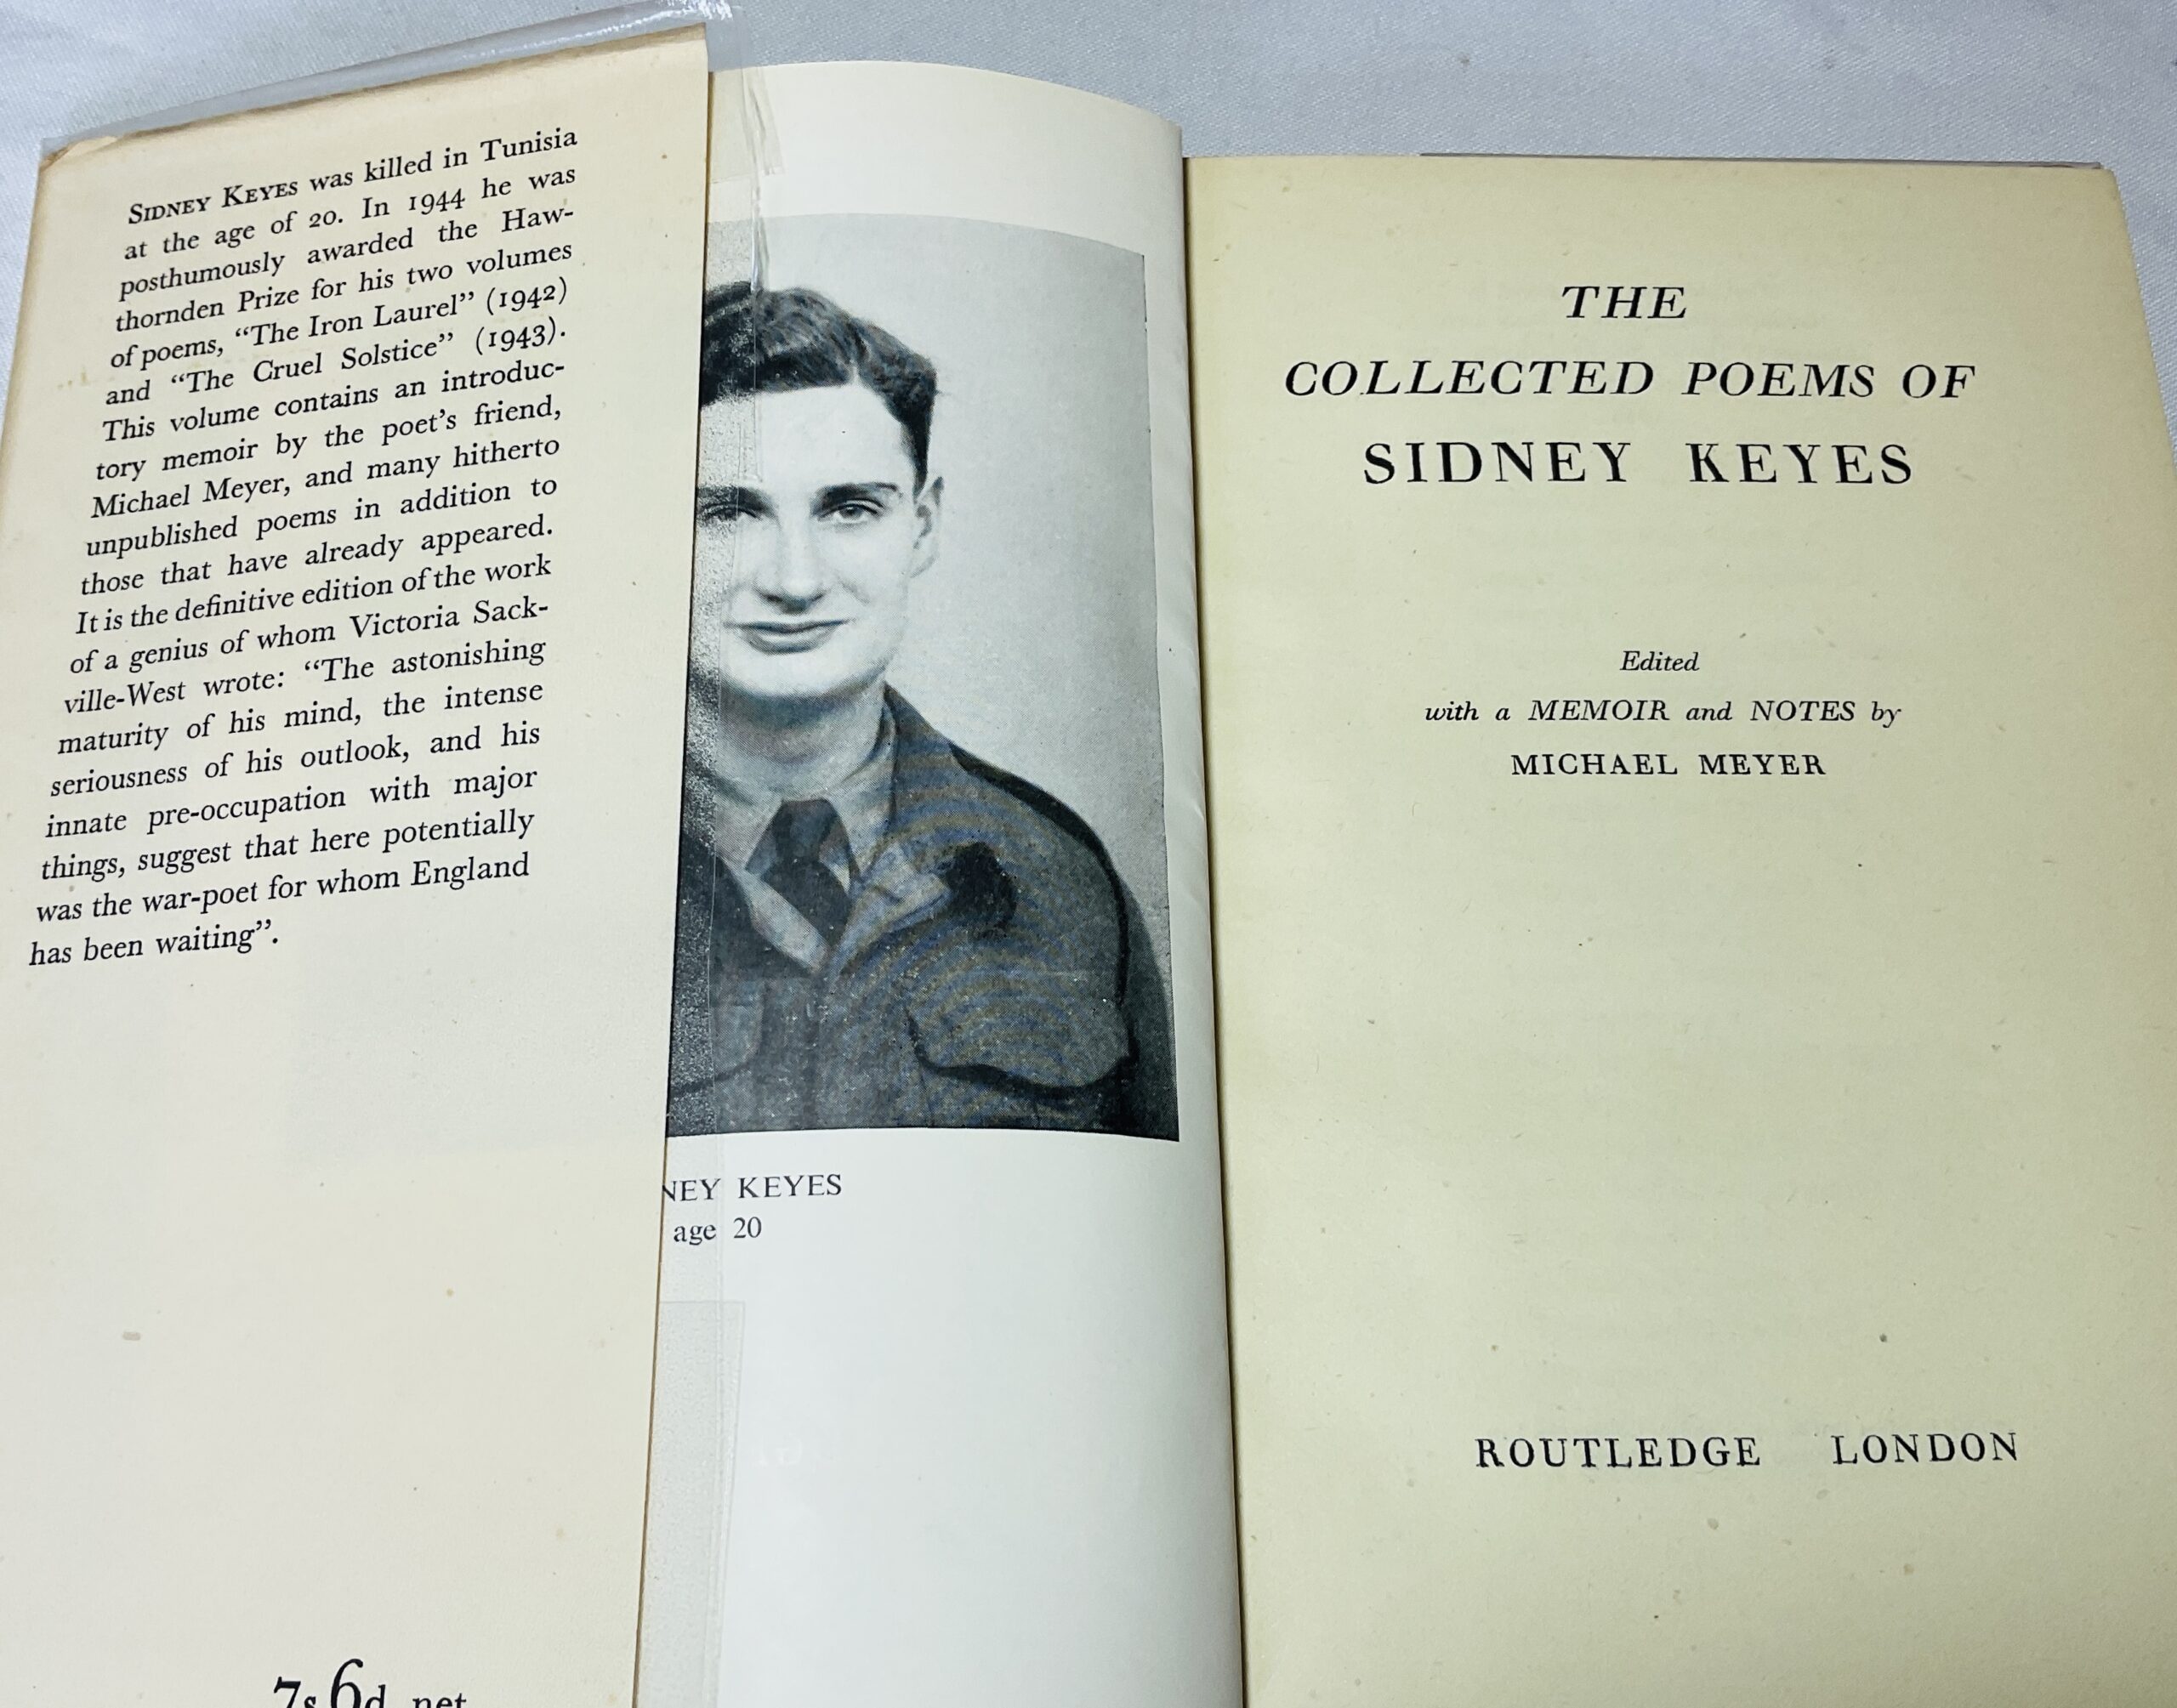 SIDNEY KEYES was killed in Tunisia
at the age of 20. In 1944 he was
posthumously awarded the Haw-
thornden Prize for his two volumes
of poems, “The Iron Laurel” (1942)
and “The Cruel Solstice” (1943).
This volume contains an introduc-
tory memoir by the poet’s friend,
Michael Meyer, and many hitherto
unpublished poems in addition to
those that have already appeared.
It is the definitive edition of the work
of a genius of whom Victoria Sack-
ville-West wrote: “The astonishing
maturity of his mind, the intense
seriousness of his outlook, and his
innate pre-occupation with major
things, suggest that here potentially
was the war-poet for whom England
has been waiting”.
7s 6d net
NEY KEYES
age 20
THE
COLLECTED POEMS OF
SIDNEY KEYES
Edited
with a MEMOIR and NOTES by
MICHAEL MEYER
ROUTLEDGE LONDON